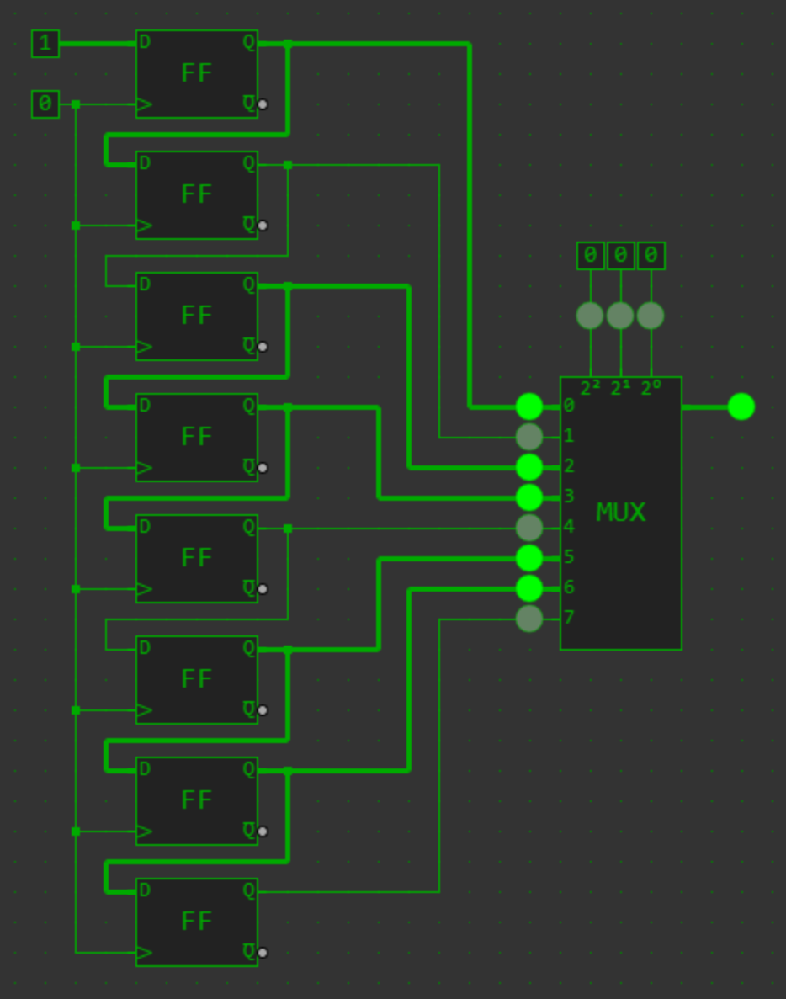 1 D Q
FF
0 > Q̅
D Q
FF
> Q̅
0 0 0
D Q
FF
> Q̅
2² 2¹ 2⁰
D Q 0
FF 1
> Q̅ 2
3
MUX
D Q 4
FF 5
> Q̅ 6
7
D Q
FF
> Q̅
D Q
FF
> Q̅
D Q
FF
> Q̅